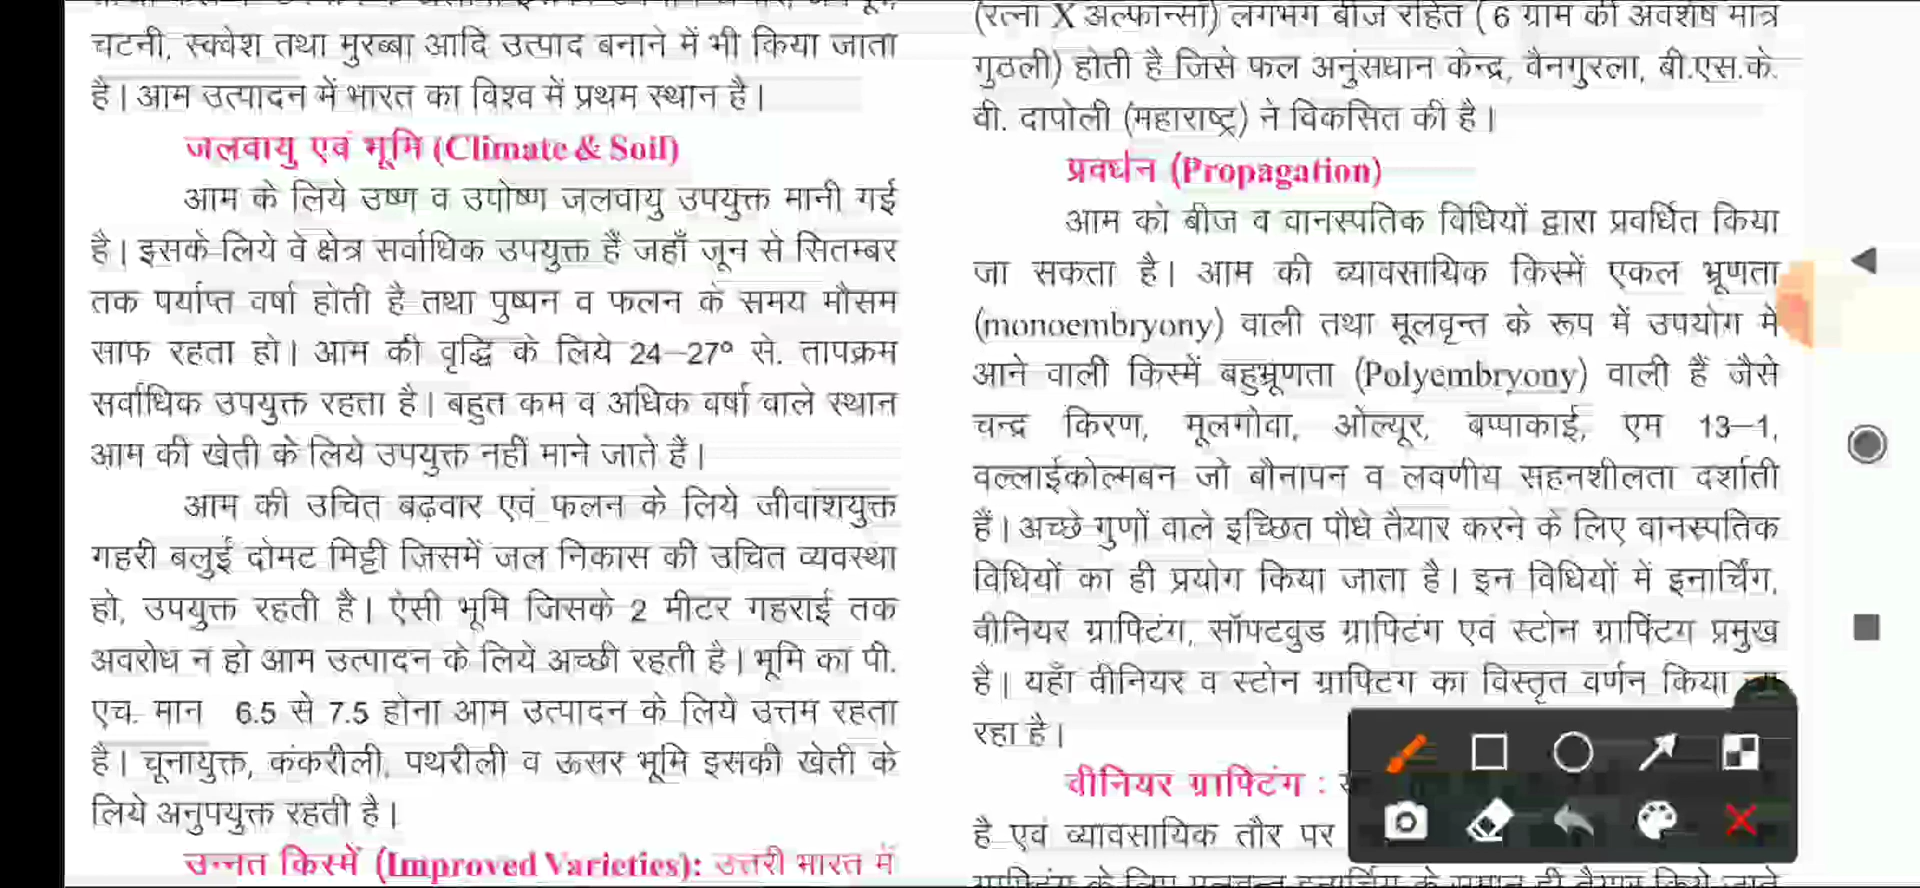 चटनी, स्क्वेश तथा मुरब्बा आदि उत्पाद बनाने में भी किया जाता
है। आम उत्पादन में भारत का विश्व में प्रथम स्थान है।
जलवायु एवं भूमि (Climate & Soil)
आम के लिये उष्ण व उपोष्ण जलवायु उपयुक्त मानी गई
है। इसके लिये वे क्षेत्र सर्वाधिक उपयुक्त हैं जहाँ जून से सितम्बर
तक पर्याप्त वर्षा होती है तथा पुष्पन व फलन के समय मौसम
साफ रहता हो। आम की वृद्धि के लिये 24–27° से. तापक्रम
सर्वाधिक उपयुक्त रहता है। बहुत कम व अधिक वर्षा वाले स्थान
आम की खेती के लिये उपयुक्त नहीं माने जाते हैं।
आम की उचित बढ़वार एवं फलन के लिये जीवाशयुक्त
गहरी बलुई दोमट मिट्टी जिसमें जल निकास की उचित व्यवस्था
हो, उपयुक्त रहती है। ऐसी भूमि जिसके 2 मीटर गहराई तक
अवरोध न हो आम उत्पादन के लिये अच्छी रहती है। भूमि का पी.
एच. मान 6.5 से 7.5 होना आम उत्पादन के लिये उत्तम रहता
है। चूनायुक्त, कंकरीली, पथरीली व ऊसर भूमि इसकी खेती के
लिये अनुपयुक्त रहती है।
उन्नत किस्में (Improved Varieties): उत्तरी भारत में
(रत्ना X अल्फान्सो) लगभग बीज रहित (6 ग्राम की अवशेष मात्र
गुठली) होती है जिसे फल अनुंसधान केन्द्र, वैनगुरला, बी.एस.के.
वी. दापोली (महाराष्ट्र) ने विकसित की है।
प्रवर्धन (Propagation)
आम को बीज व वानस्पतिक विधियों द्वारा प्रवर्धित किया
जा सकता है। आम की व्यावसायिक किस्में एकल भ्रूणता
(monoembryony) वाली तथा मूलवृन्त के रूप में उपयोग में
आने वाली किस्में बहुभ्रूणता (Polyembryony) वाली हैं जैसे
चन्द्र किरण, मूलगोवा, ओल्यूर, बप्पाकाई, एम 13–1,
वल्लाईकोल्मबन जो बौनापन व लवणीय सहनशीलता दर्शाती
हैं। अच्छे गुणों वाले इच्छित पौधे तैयार करने के लिए वानस्पतिक
विधियों का ही प्रयोग किया जाता है। इन विधियों में इनार्चिंग,
वीनियर ग्राफ्टिंग, सॉफ्टवुड ग्राफ्टिंग एवं स्टोन ग्राफ्टिंग प्रमुख
है। यहाँ वीनियर व स्टोन ग्राफ्टिग का विस्तृत वर्णन किया
रहा है।
वीनियर ग्राफ्टिंग :
है एवं व्यावसायिक तौर पर